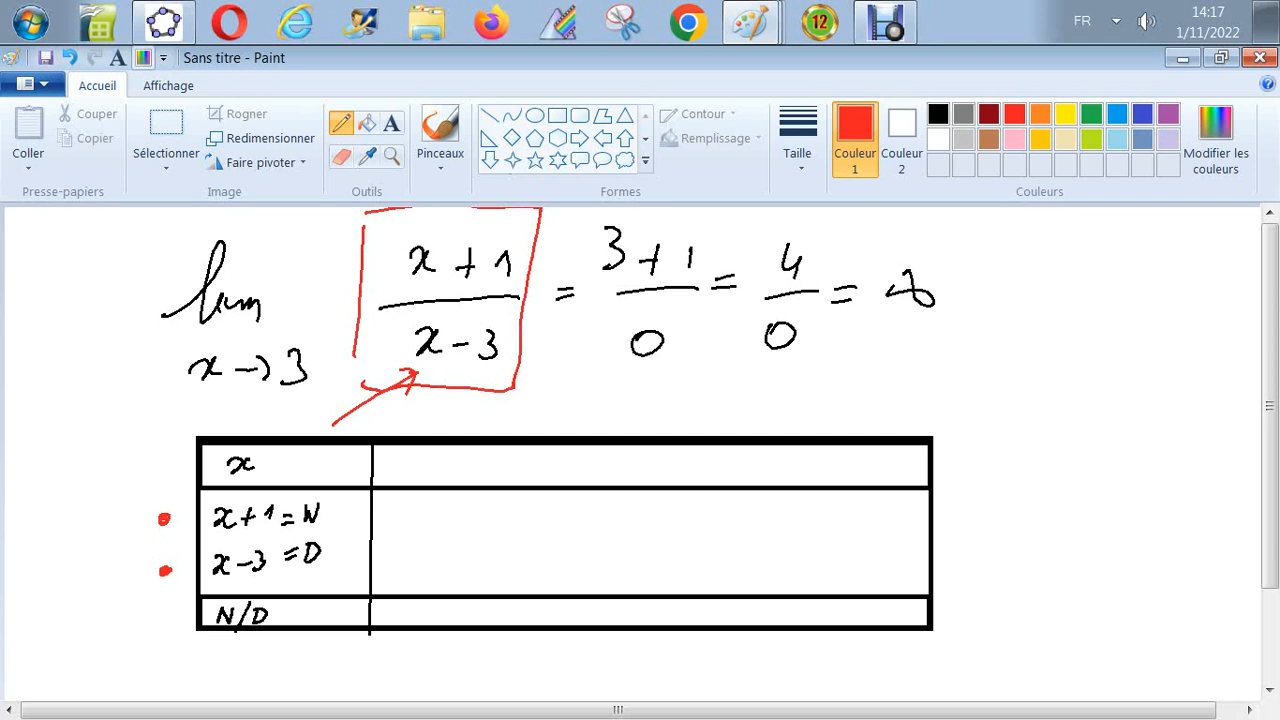 12
FR
14:17
1/11/2022
Sans titre - Paint
Accueil
Affichage
Coller
Couper
Copier
Presse-papiers
Sélectionner
Rogner
Redimensionner
Faire pivoter
Image
A
Outils
Pinceaux
Contour
Remplissage
Formes
Taille
Couleur 1
Couleur 2
Modifier les couleurs
Couleurs
lim x→3 x+1 / x-3 = 3+1 / 0 = 4/0 = ∞
x
x+1 = N
x-3 = D
N/D